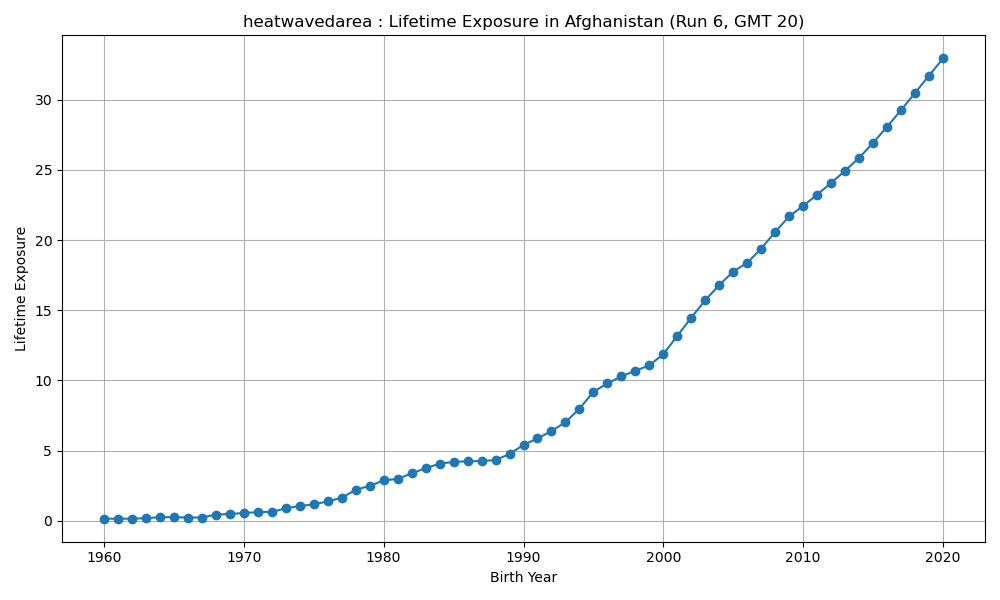 heatwavedarea : Lifetime Exposure in Afghanistan (Run 6, GMT 20)
Lifetime Exposure
30
25
20
15
10
5
0
1960 1970 1980 1990 2000 2010 2020
Birth Year